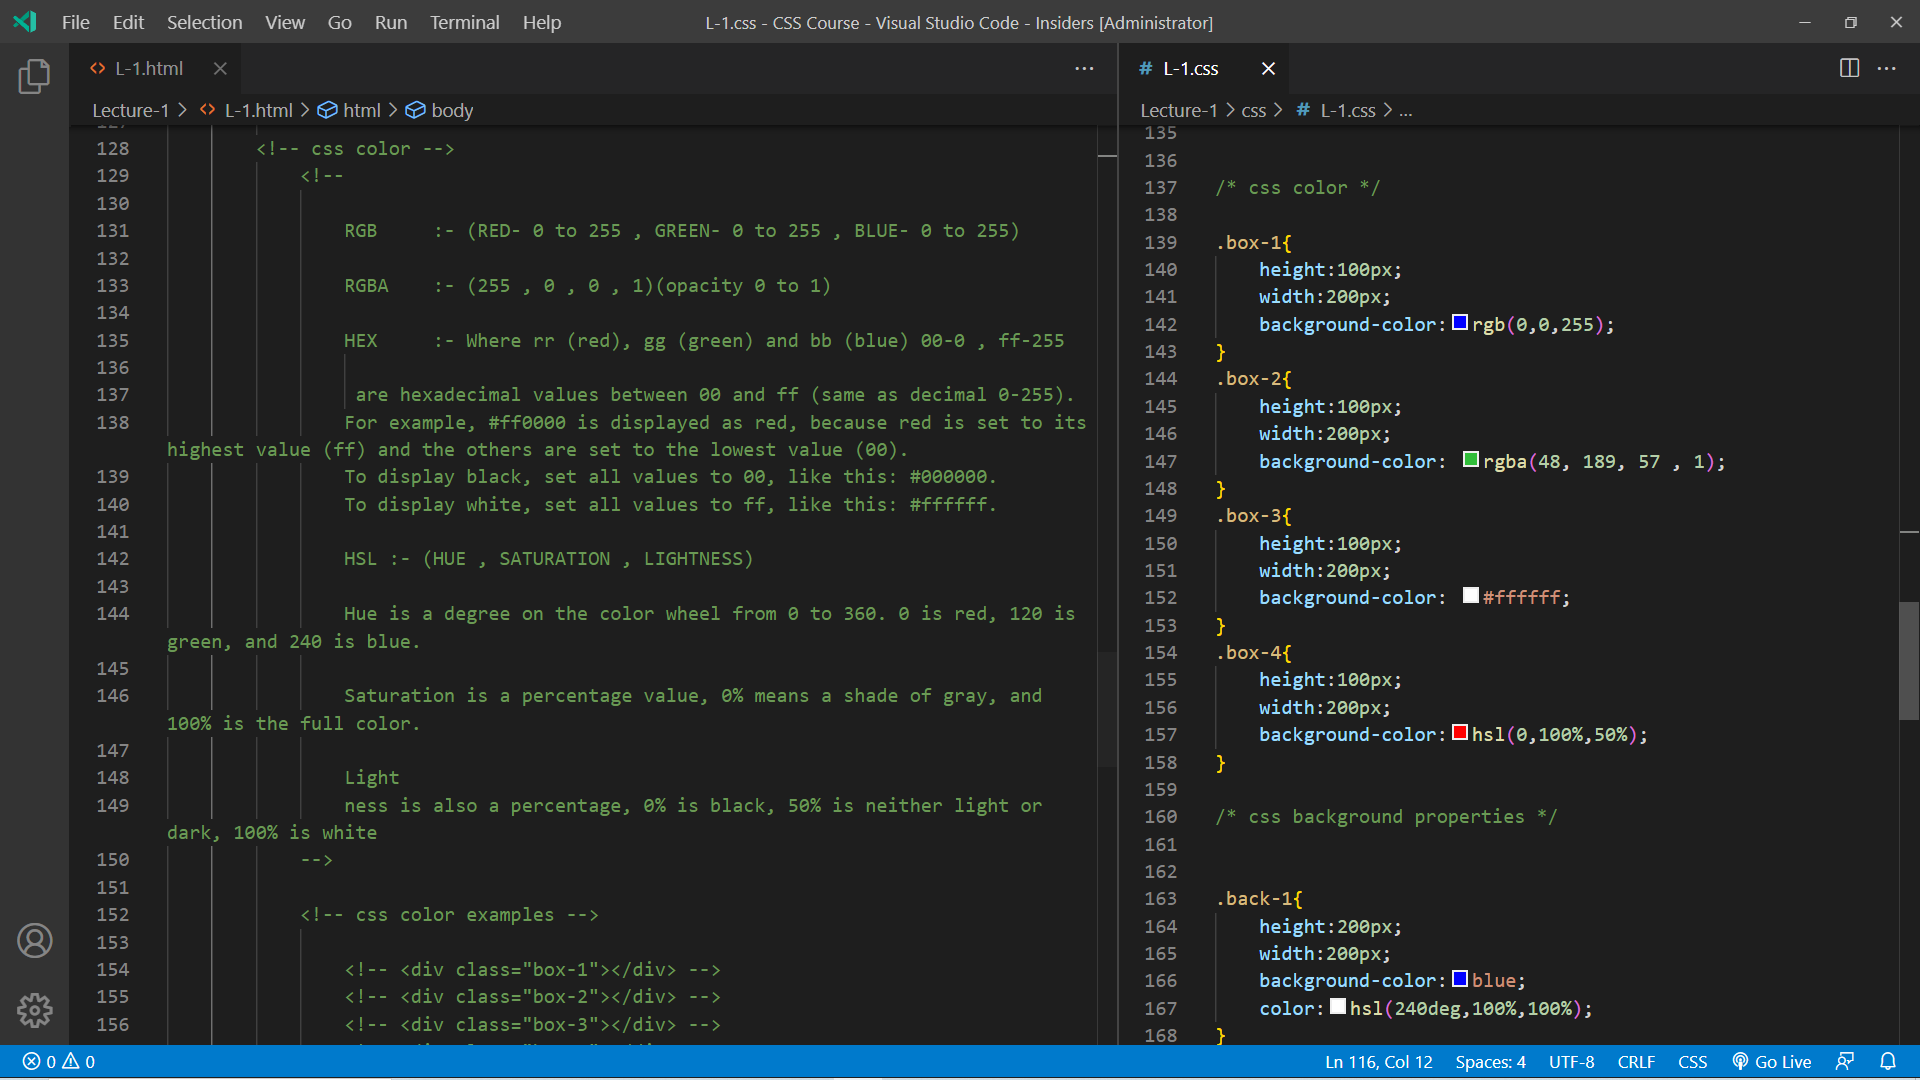 File Edit Selection View Go Run Terminal Help
L-1.css - CSS Course - Visual Studio Code - Insiders [Administrator]
L-1.html
Lecture-1 > L-1.html > html > body
127
128 <!-- css color -->
129 <!--
130
131 RGB :- (RED- 0 to 255 , GREEN- 0 to 255 , BLUE- 0 to 255)
132
133 RGBA :- (255 , 0 , 0 , 1)(opacity 0 to 1)
134
135 HEX :- Where rr (red), gg (green) and bb (blue) 00-0 , ff-255
136
137 are hexadecimal values between 00 and ff (same as decimal 0-255).
138 For example, #ff0000 is displayed as red, because red is set to its
highest value (ff) and the others are set to the lowest value (00).
139 To display black, set all values to 00, like this: #000000.
140 To display white, set all values to ff, like this: #ffffff.
141
142 HSL :- (HUE , SATURATION , LIGHTNESS)
143
144 Hue is a degree on the color wheel from 0 to 360. 0 is red, 120 is
green, and 240 is blue.
145
146 Saturation is a percentage value, 0% means a shade of gray, and
100% is the full color.
147
148 Light
149 ness is also a percentage, 0% is black, 50% is neither light or
dark, 100% is white
150 -->
151
152 <!-- css color examples -->
153
154 <!-- <div class="box-1"></div> -->
155 <!-- <div class="box-2"></div> -->
156 <!-- <div class="box-3"></div> -->
# L-1.css
Lecture-1 > css > # L-1.css > ...
135
136
137 /* css color */
138
139 .box-1{
140 height:100px;
141 width:200px;
142 background-color:rgb(0,0,255);
143 }
144 .box-2{
145 height:100px;
146 width:200px;
147 background-color: rgba(48, 189, 57 , 1);
148 }
149 .box-3{
150 height:100px;
151 width:200px;
152 background-color: #ffffff;
153 }
154 .box-4{
155 height:100px;
156 width:200px;
157 background-color:hsl(0,100%,50%);
158 }
159
160 /* css background properties */
161
162
163 .back-1{
164 height:200px;
165 width:200px;
166 background-color:blue;
167 color:hsl(240deg,100%,100%);
168 }
0 0
Ln 116, Col 12 Spaces: 4 UTF-8 CRLF CSS Go Live